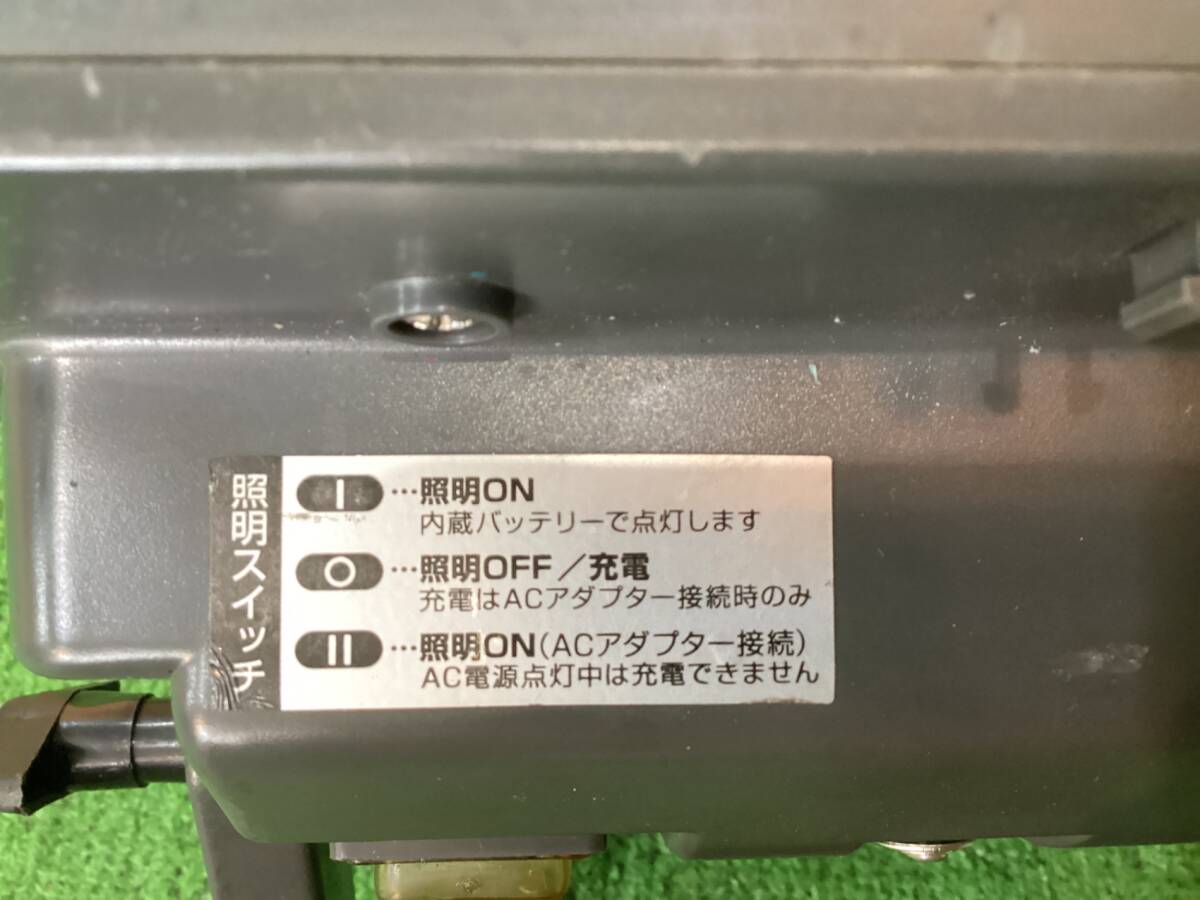 照明スイッチ
I…照明ON
内蔵バッテリーで点灯します
O…照明OFF／充電
充電はACアダプター接続時のみ
II…照明ON(ACアダプター接続)
AC電源点灯中は充電できません